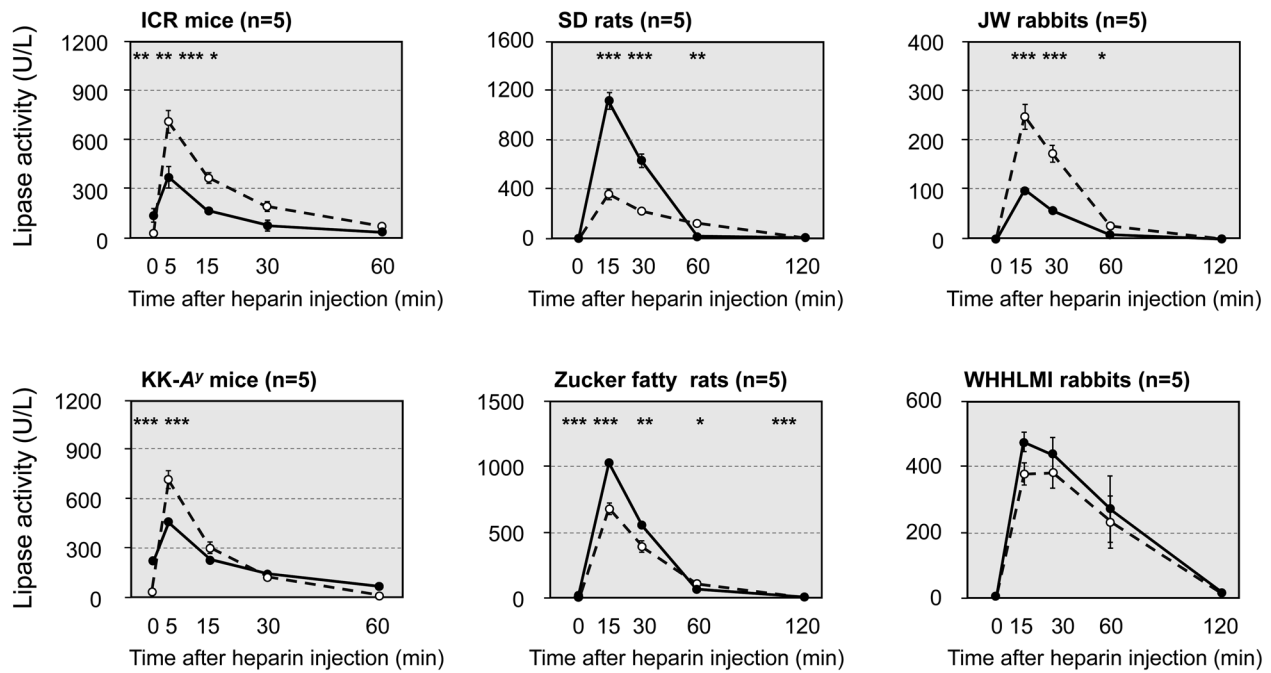 ICR mice (n=5)
Lipase activity (U/L)
1200
900
600
300
0
** ** *** *
0 5 15 30 60
Time after heparin injection (min)
SD rats (n=5)
1600
1200
800
400
0
*** *** **
0 15 30 60 120
Time after heparin injection (min)
JW rabbits (n=5)
400
300
200
100
0
*** *** *
0 15 30 60 120
Time after heparin injection (min)
KK-Aʸ mice (n=5)
Lipase activity (U/L)
1200
900
600
300
0
*** ***
0 5 15 30 60
Time after heparin injection (min)
Zucker fatty rats (n=5)
1500
1000
500
0
*** *** ** * ***
0 15 30 60 120
Time after heparin injection (min)
WHHLMI rabbits (n=5)
600
400
200
0
0 15 30 60 120
Time after heparin injection (min)